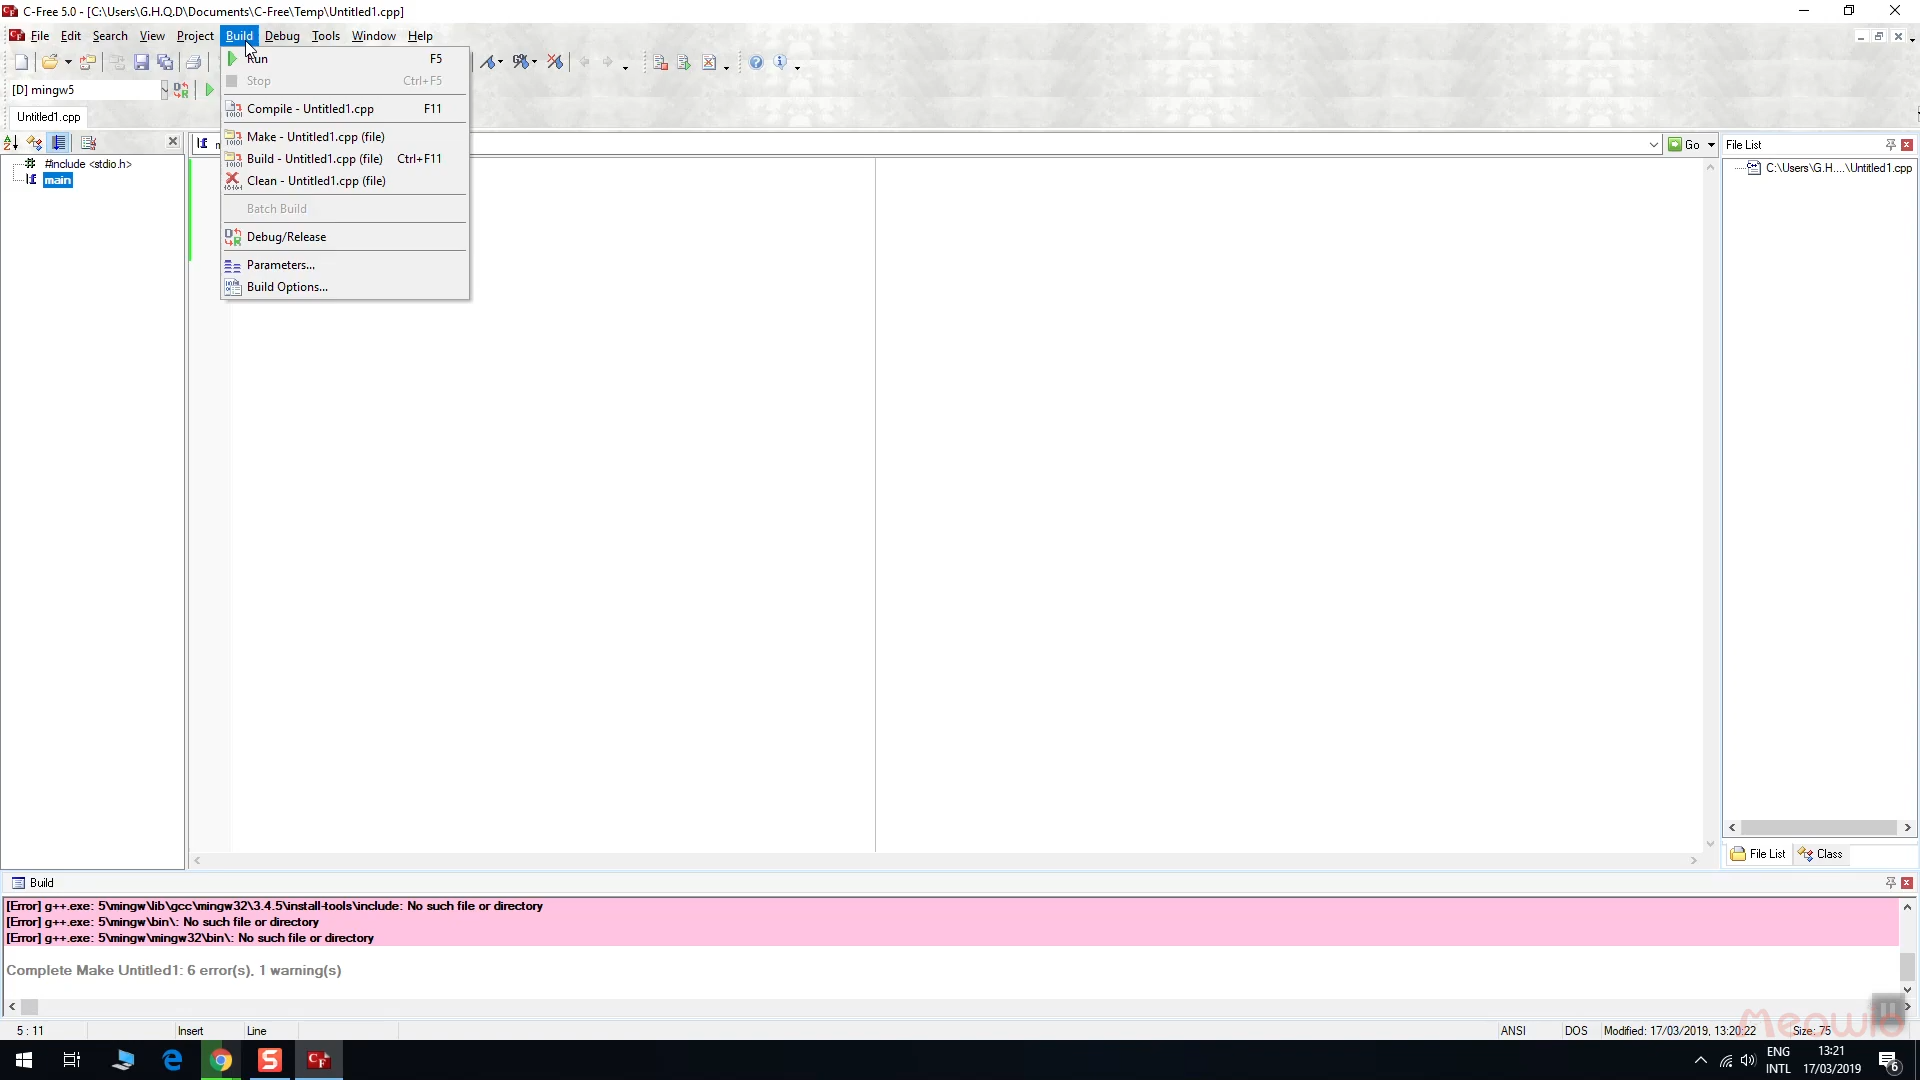 C-Free 5.0 - [C:\Users\G.H.Q.D\Documents\C-Free\Temp\Untitled1.cpp]
File Edit Search View Project Build Debug Tools Window Help
Run F5
[D] mingw5
Stop Ctrl+F5
Compile - Untitled1.cpp F11
Untitled1.cpp
Make - Untitled1.cpp (file)
Go
File List
Build - Untitled1.cpp (file) Ctrl+F11
#include <stdio.h>
C:\Users\G.H....\Untitled1.cpp
main
Clean - Untitled1.cpp (file)
Batch Build
Debug/Release
Parameters...
Build Options...
File List Class
Build
[Error] g++.exe: 5\mingw\lib\gcc\mingw32\3.4.5\install-tools\include: No such file or directory
[Error] g++.exe: 5\mingw\bin\: No such file or directory
[Error] g++.exe: 5\mingw\mingw32\bin\: No such file or directory
Complete Make Untitled1: 6 error(s), 1 warning(s)
5 : 11 Insert Line ANSI DOS Modified: 17/03/2019, 13:20:22 Size: 75
Meowio
ENG 13:21
INTL 17/03/2019 6